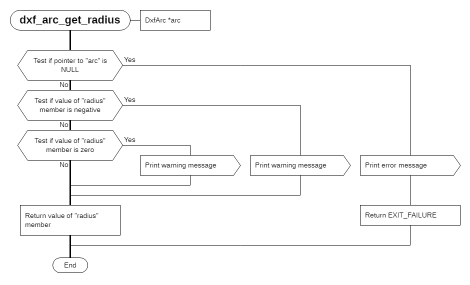 dxf_arc_get_radius
DxfArc *arc
Test if pointer to "arc" is
NULL
Yes
No
Test if value of "radius"
member is negative
Yes
No
Test if value of "radius"
member is zero
Yes
No
Print warning message
Print warning message
Print error message
Return value of "radius"
member
Return EXIT_FAILURE
End